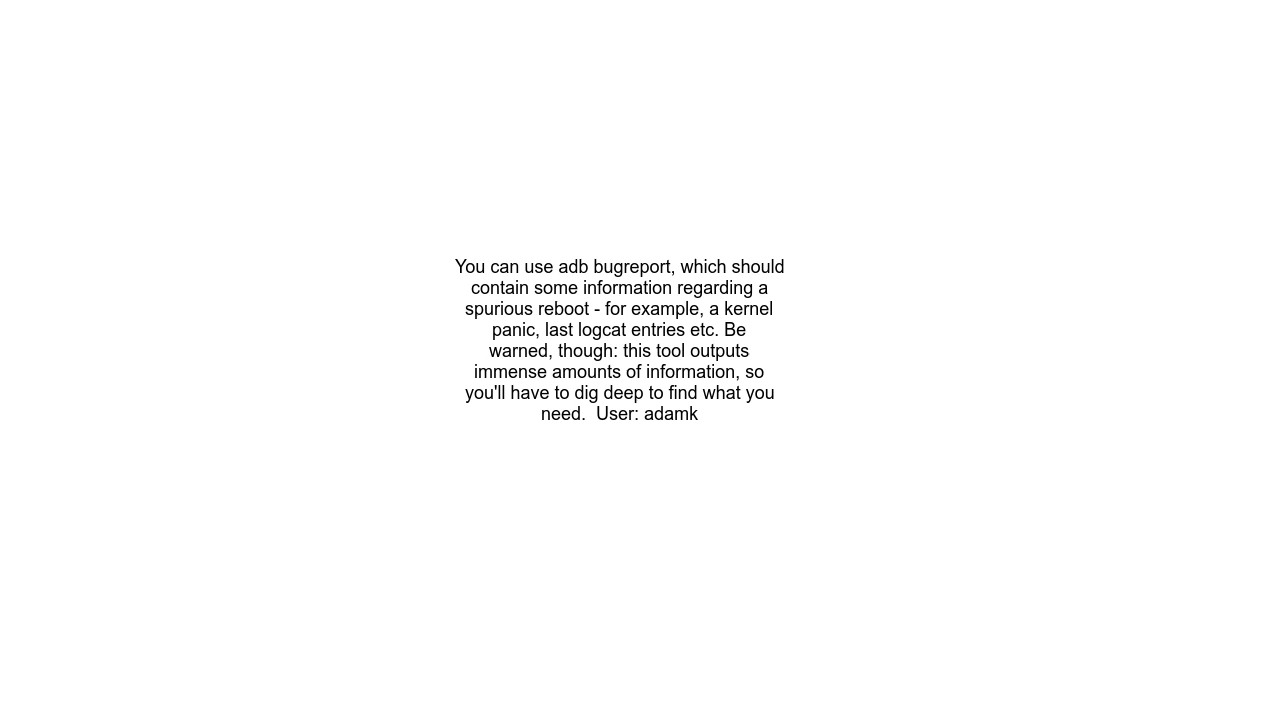 You can use adb bugreport, which should
contain some information regarding a
spurious reboot - for example, a kernel
panic, last logcat entries etc. Be
warned, though: this tool outputs
immense amounts of information, so
you'll have to dig deep to find what you
need.  User: adamk